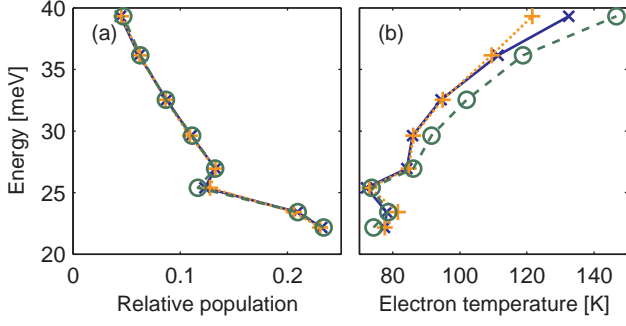 40
35
30
25
20
Energy [meV]
(a)
0
0.1
0.2
Relative population
(b)
80
100
120
140
Electron temperature [K]